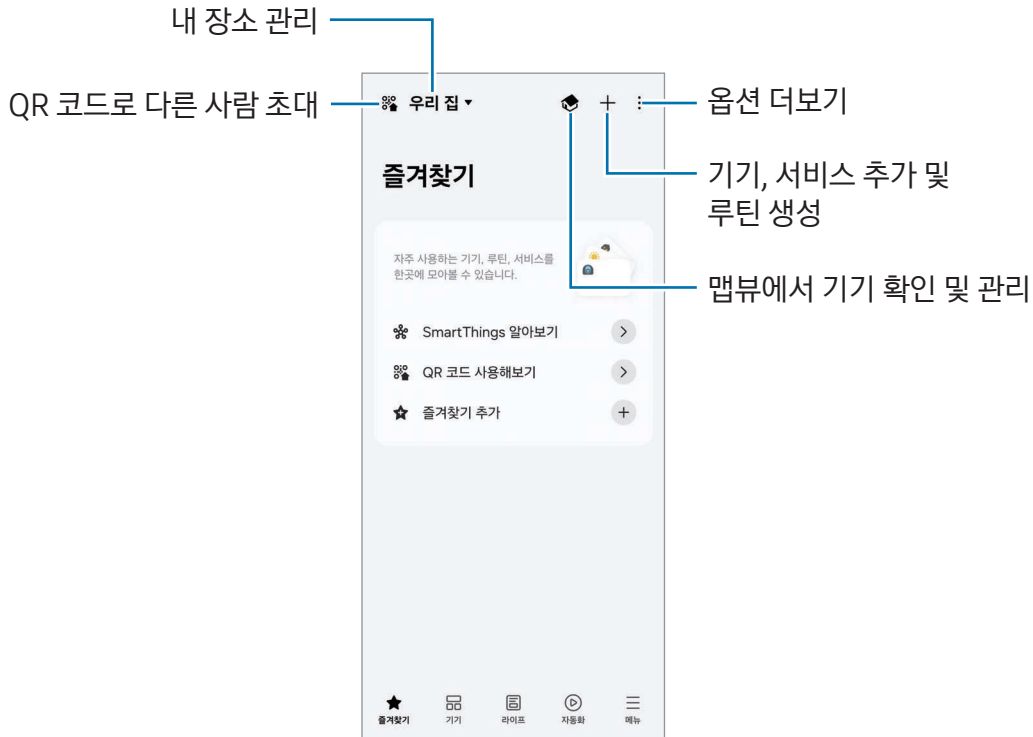 내 장소 관리
QR 코드로 다른 사람 초대
우리 집
옵션 더보기
즐겨찾기
기기, 서비스 추가 및
루틴 생성
자주 사용하는 기기, 루틴, 서비스를
한곳에 모아볼 수 있습니다.
맵뷰에서 기기 확인 및 관리
SmartThings 알아보기
QR 코드 사용해보기
즐겨찾기 추가
즐겨찾기 기기 라이프 자동화 메뉴